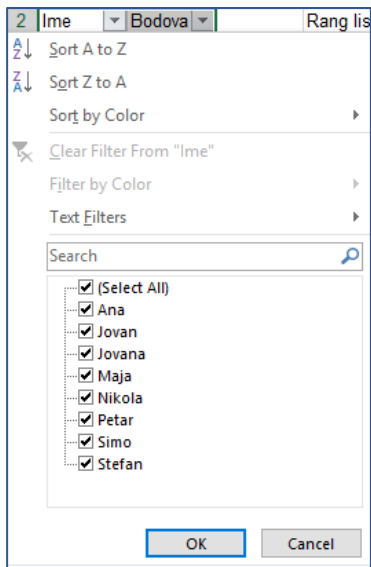 2 Ime Bodova Rang lis
Sort A to Z
Sort Z to A
Sort by Color
Clear Filter From "Ime"
Filter by Color
Text Filters
Search
(Select All)
Ana
Jovan
Jovana
Maja
Nikola
Petar
Simo
Stefan
OK Cancel